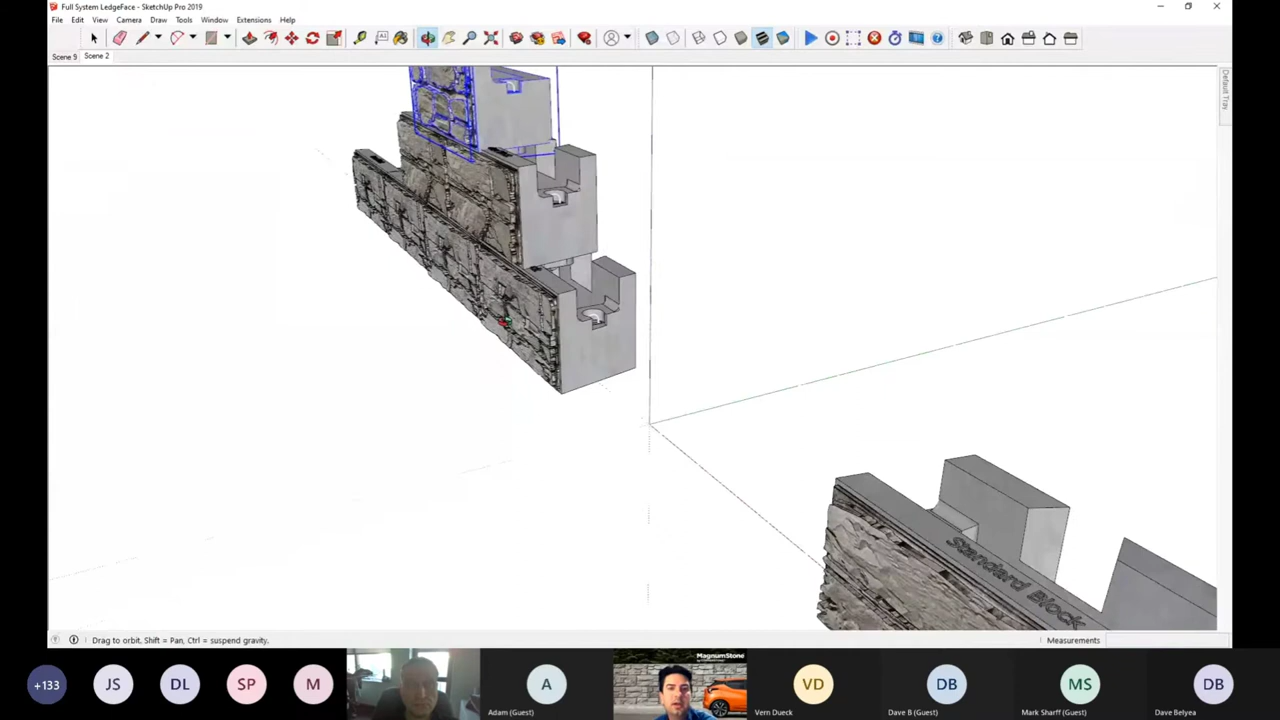 Full System LedgeFace - SketchUp Pro 2019
File Edit View Camera Draw Tools Window Extensions Help
Scene 9 Scene 2
Default Tray
Standard Block
Drag to orbit. Shift = Pan, Ctrl = suspend gravity.
Measurements
MagnumStone
+133 JS DL SP M A VD DB MS DB
Adam (Guest) Vern Dueck Dave B (Guest) Mark Sharff (Guest) Dave Belyea